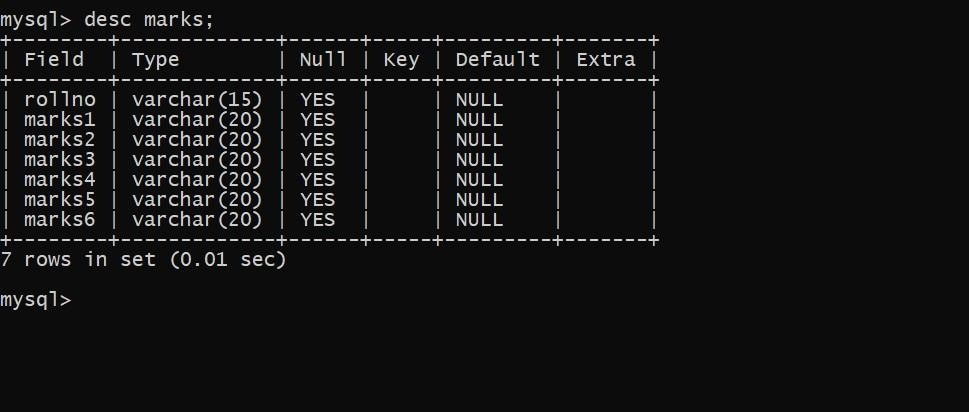 mysql> desc marks;
+--------+-------------+------+-----+---------+-------+
| Field  | Type        | Null | Key | Default | Extra |
+--------+-------------+------+-----+---------+-------+
| rollno | varchar(15) | YES  |     | NULL    |       |
| marks1 | varchar(20) | YES  |     | NULL    |       |
| marks2 | varchar(20) | YES  |     | NULL    |       |
| marks3 | varchar(20) | YES  |     | NULL    |       |
| marks4 | varchar(20) | YES  |     | NULL    |       |
| marks5 | varchar(20) | YES  |     | NULL    |       |
| marks6 | varchar(20) | YES  |     | NULL    |       |
+--------+-------------+------+-----+---------+-------+
7 rows in set (0.01 sec)
mysql>